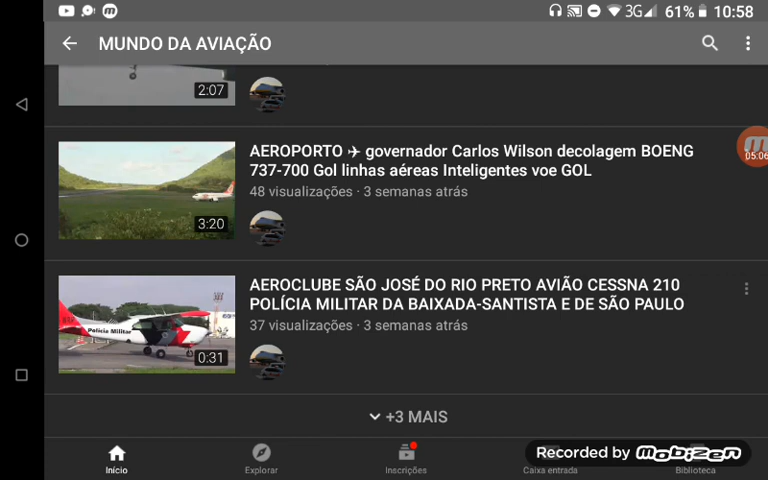 3G 61% 10:58
MUNDO DA AVIAÇÃO
2:07
05:06
AEROPORTO ✈ governador Carlos Wilson decolagem BOENG
737-700 Gol linhas aéreas Inteligentes voe GOL
48 visualizações · 3 semanas atrás
3:20
AEROCLUBE SÃO JOSÉ DO RIO PRETO AVIÃO CESSNA 210
POLÍCIA MILITAR DA BAIXADA-SANTISTA E DE SÃO PAULO
37 visualizações · 3 semanas atrás
Polícia Militar
0:31
+3 MAIS
Recorded by MOBIZEN
Início
Explorar
Inscrições
Caixa entrada
Biblioteca